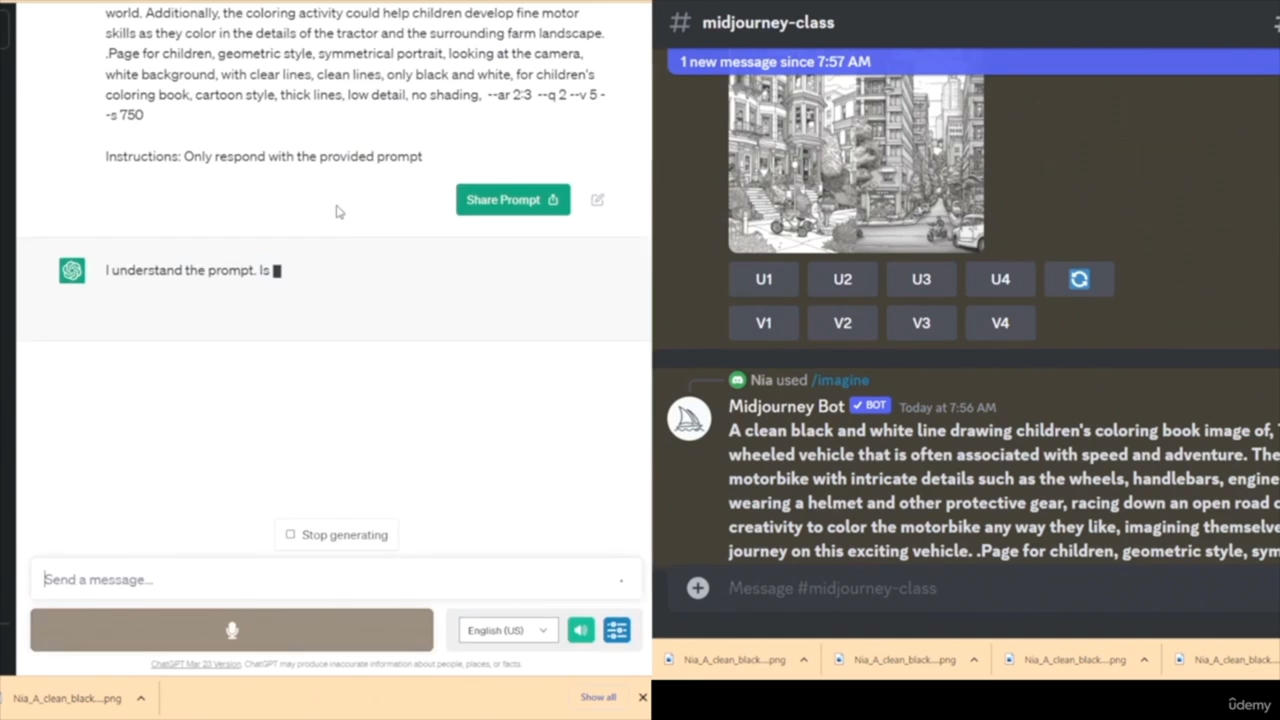 world. Additionally, the coloring activity could help children develop fine motor
skills as they color in the details of the tractor and the surrounding farm landscape.
.Page for children, geometric style, symmetrical portrait, looking at the camera,
white background, with clear lines, clean lines, only black and white, for children's
coloring book, cartoon style, thick lines, low detail, no shading,  --ar 2:3  --q 2 --v 5 -
-s 750
Instructions: Only respond with the provided prompt
Share Prompt
I understand the prompt. Is
Stop generating
Send a message...
English (US)
ChatGPT Mar 23 Version. ChatGPT may produce inaccurate information about people, places, or facts.
Nia_A_clean_black....png
Show all
# midjourney-class
1 new message since 7:57 AM
U1 U2 U3 U4
V1 V2 V3 V4
Nia used /imagine
Midjourney Bot BOT Today at 7:56 AM
A clean black and white line drawing children's coloring book image of,
wheeled vehicle that is often associated with speed and adventure. The
motorbike with intricate details such as the wheels, handlebars, engine
wearing a helmet and other protective gear, racing down an open road
creativity to color the motorbike any way they like, imagining themselve
journey on this exciting vehicle. .Page for children, geometric style, sym
Message #midjourney-class
Nia_A_clean_black....png Nia_A_clean_black....png Nia_A_clean_black....png Nia_A_clean_black...
udemy